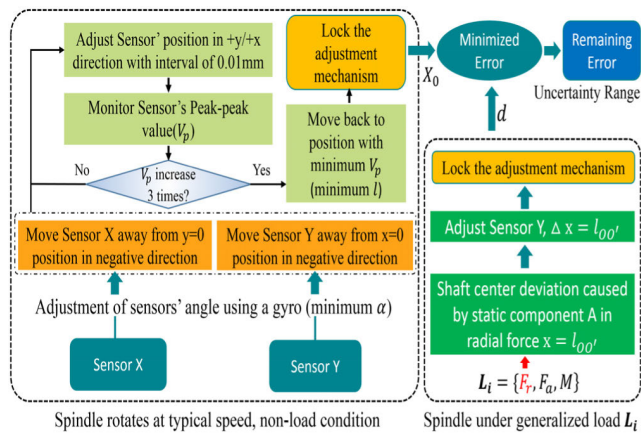 Adjust Sensor' position in +y/+x
direction with interval of 0.01mm
Monitor Sensor's Peak-peak
value(Vₚ)
No
Vₚ increase
3 times?
Yes
Move Sensor X away from y=0
position in negative direction
Move Sensor Y away from x=0
position in negative direction
Adjustment of sensors' angle using a gyro (minimum α)
Sensor X
Sensor Y
Lock the
adjustment
mechanism
Move back to
position with
minimum Vₚ
(minimum l)
Spindle rotates at typical speed, non-load condition
X₀
Minimized
Error
Remaining
Error
Uncertainty Range
d
Lock the adjustment mechanism
Adjust Sensor Y, Δ x = l_OO′
Shaft center deviation caused
by static component A in
radial force x = l_OO′
Lᵢ = {Fᵣ, Fₐ, M}
Spindle under generalized load Lᵢ